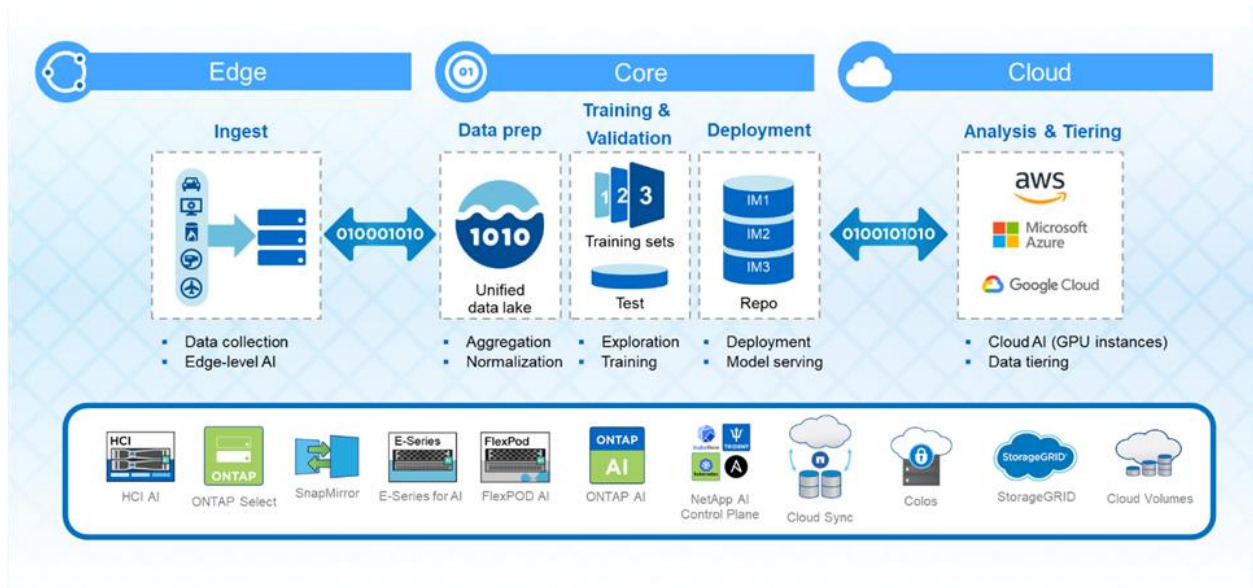 Edge
01
Core
Cloud
Ingest
Data prep
Training &
Validation
Deployment
Analysis & Tiering
010001010
1010
Unified
data lake
1 2 3
Training sets
Test
IM1
IM2
IM3
Repo
0100101010
aws
Microsoft
Azure
Google Cloud
▪ Data collection
▪ Edge-level AI
▪ Aggregation
▪ Normalization
▪ Exploration
▪ Training
▪ Deployment
▪ Model serving
▪ Cloud AI (GPU instances)
▪ Data tiering
HCI
HCI AI
ONTAP
ONTAP Select
SnapMirror
E-Series
E-Series for AI
FlexPod
FlexPOD AI
ONTAP
AI
ONTAP AI
TRIDENT
NetApp AI
Control Plane
Cloud Sync
Colos
StorageGRID
StorageGRID
Cloud Volumes